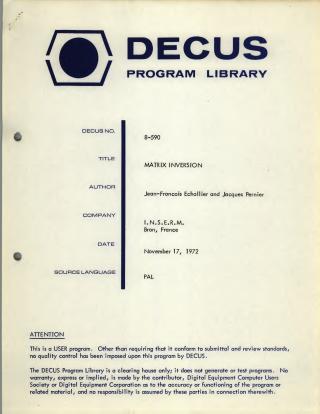 DECUS
PROGRAM LIBRARY
DECUS NO. 8-590
TITLE MATRIX INVERSION
AUTHOR Jean-Francois Echallier and Jacques Pernier
COMPANY I.N.S.E.R.M.
Bron, France
DATE November 17, 1972
SOURCE LANGUAGE PAL
ATTENTION
This is a USER program. Other than requiring that it conform to submittal and review standards,
no quality control has been imposed upon this program by DECUS.
The DECUS Program Library is a clearing house only; it does not generate or test programs. No
warranty, express or implied, is made by the contributor, Digital Equipment Computer Users
Society or Digital Equipment Corporation as to the accuracy or functioning of the program or
related material, and no responsibility is assumed by these parties in connection therewith.